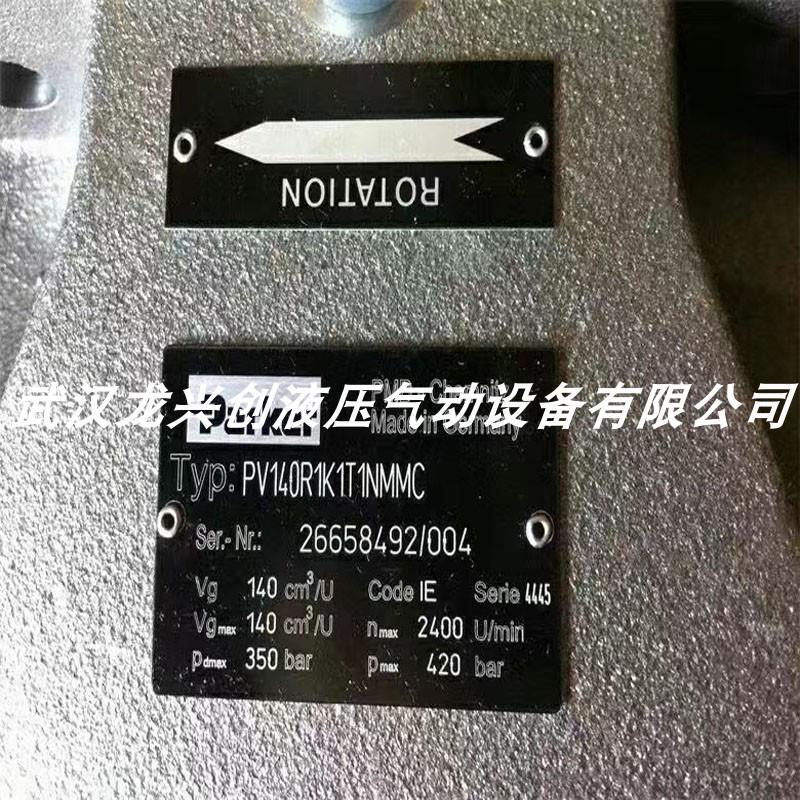 ROTATION
武汉龙兴创液压气动设备有限公司
Parker
Made in Germany
Typ: PV140R1K1T1NMMC
Ser.-Nr.: 26658492/004
Vg 140 cm³/U Code IE Serie 4445
Vgmax 140 cm³/U nmax 2400 U/min
pdmax 350 bar pmax 420 bar